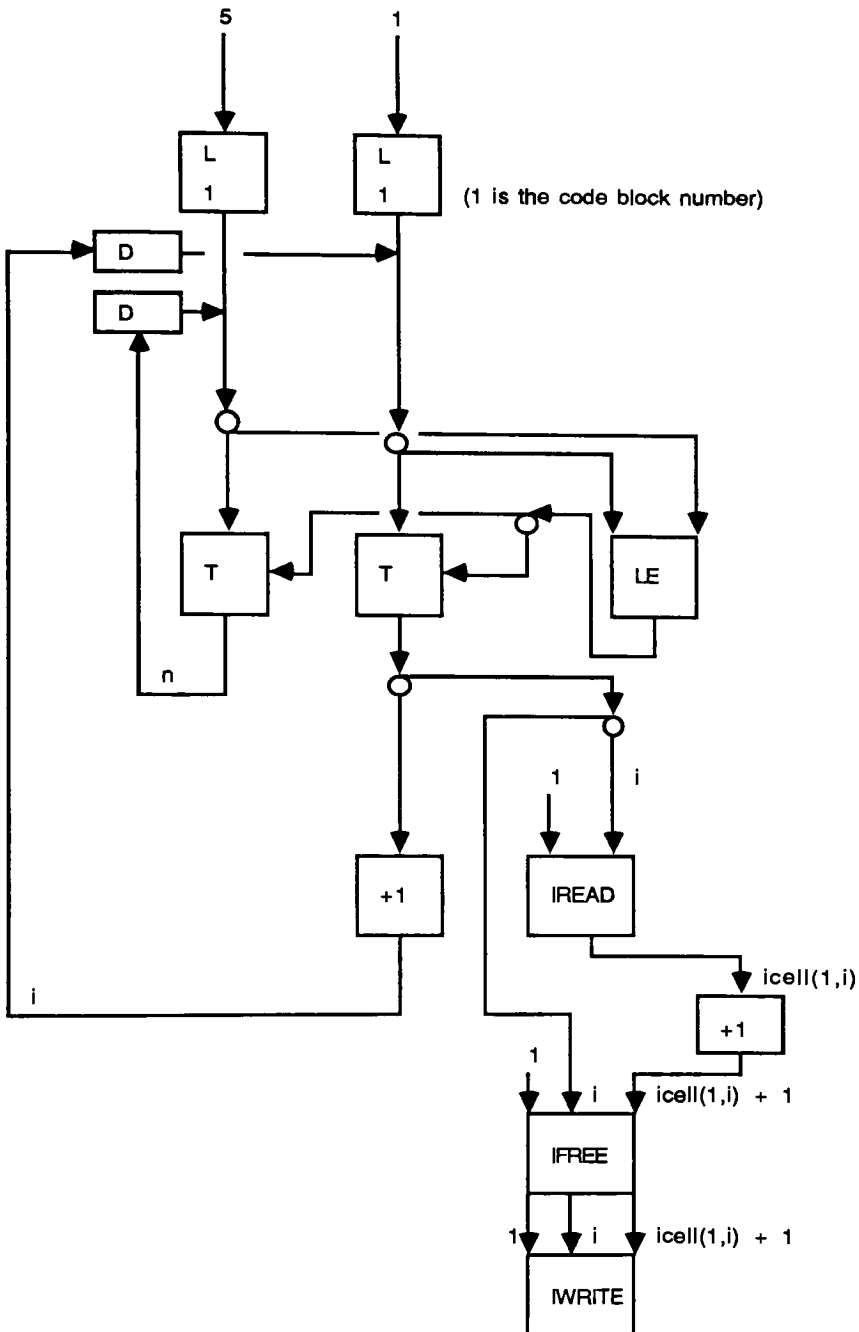 5 1
L L
1 1 (1 is the code block number)
D
D
T T LE
n
1 i
+1 IREAD
i icell(1,i)
+1
1
i icell(1,i) + 1
IFREE
1 i icell(1,i) + 1
IWRITE